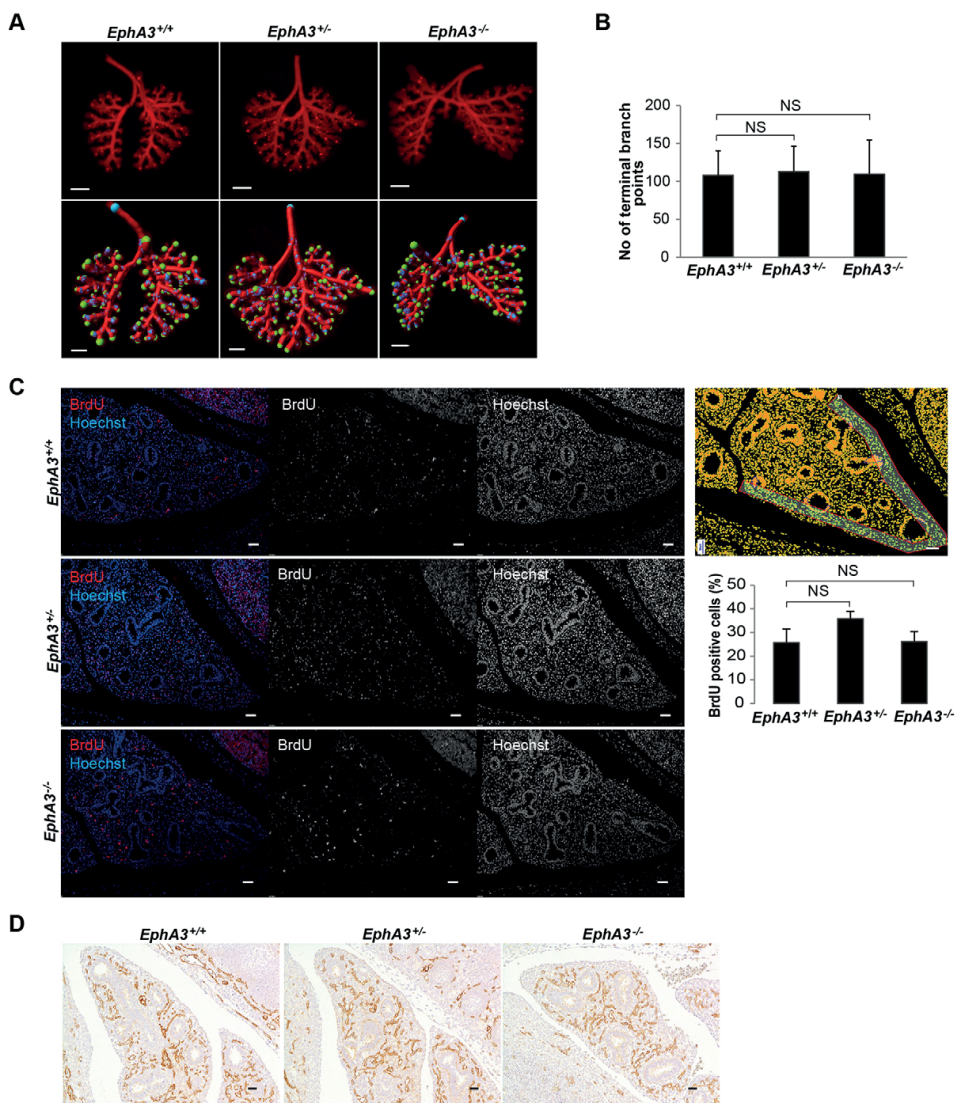 A
EphA3+/+
EphA3+/-
EphA3-/-
B
NS
NS
No of terminal branch
points
200
150
100
50
0
EphA3+/+
EphA3+/-
EphA3-/-
C
EphA3+/+
BrdU
Hoechst
BrdU
Hoechst
EphA3+/-
BrdU
Hoechst
BrdU
Hoechst
EphA3-/-
BrdU
Hoechst
BrdU
Hoechst
NS
NS
BrdU positive cells (%)
50
40
30
20
10
0
EphA3+/+
EphA3+/-
EphA3-/-
D
EphA3+/+
EphA3+/-
EphA3-/-